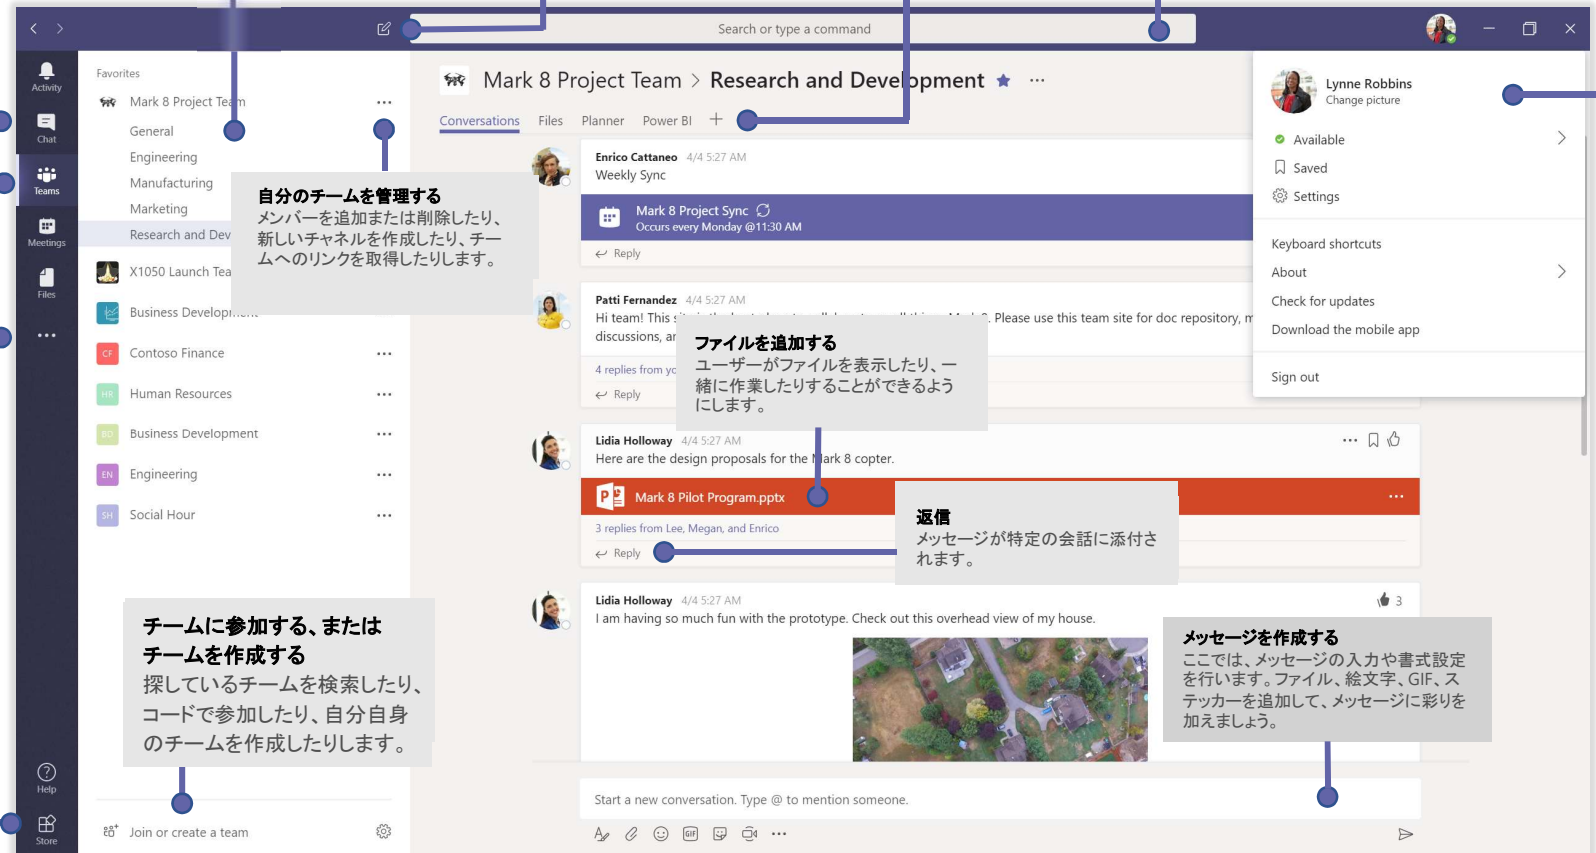 Search or type a command
Activity
Chat
Teams
Meetings
Files
Help
Store
Favorites
Mark 8 Project Team
General
Engineering
Manufacturing
Marketing
Research and Dev
X1050 Launch Tea
Business Development
CF Contoso Finance
HR Human Resources
BD Business Development
EN Engineering
SH Social Hour
自分のチームを管理する
メンバーを追加または削除したり、
新しいチャネルを作成したり、チー
ムへのリンクを取得したりします。
チームに参加する、または
チームを作成する
探しているチームを検索したり、
コードで参加したり、自分自身
のチームを作成したりします。
Join or create a team
Mark 8 Project Team > Research and Development
Conversations Files Planner Power BI
Enrico Cattaneo 4/4 5:27 AM
Weekly Sync
Mark 8 Project Sync
Occurs every Monday @11:30 AM
Reply
Patti Fernandez 4/4 5:27 AM
Hi team! This Please use this team site for doc repository,
discussions,
4 replies from
Reply
ファイルを追加する
ユーザーがファイルを表示したり、一
緒に作業したりすることができるよう
にします。
Lidia Holloway 4/4 5:27 AM
Here are the design proposals for the Mark 8 copter.
Mark 8 Pilot Program.pptx
3 replies from Lee, Megan, and Enrico
Reply
返信
メッセージが特定の会話に添付さ
れます。
Lidia Holloway 4/4 5:27 AM
3
I am having so much fun with the prototype. Check out this overhead view of my house.
メッセージを作成する
ここでは、メッセージの入力や書式設定
を行います。ファイル、絵文字、GIF、ス
テッカーを追加して、メッセージに彩りを
加えましょう。
Start a new conversation. Type @ to mention someone.
GIF
Lynne Robbins
Change picture
Available
Saved
Settings
Keyboard shortcuts
About
Check for updates
Download the mobile app
Sign out